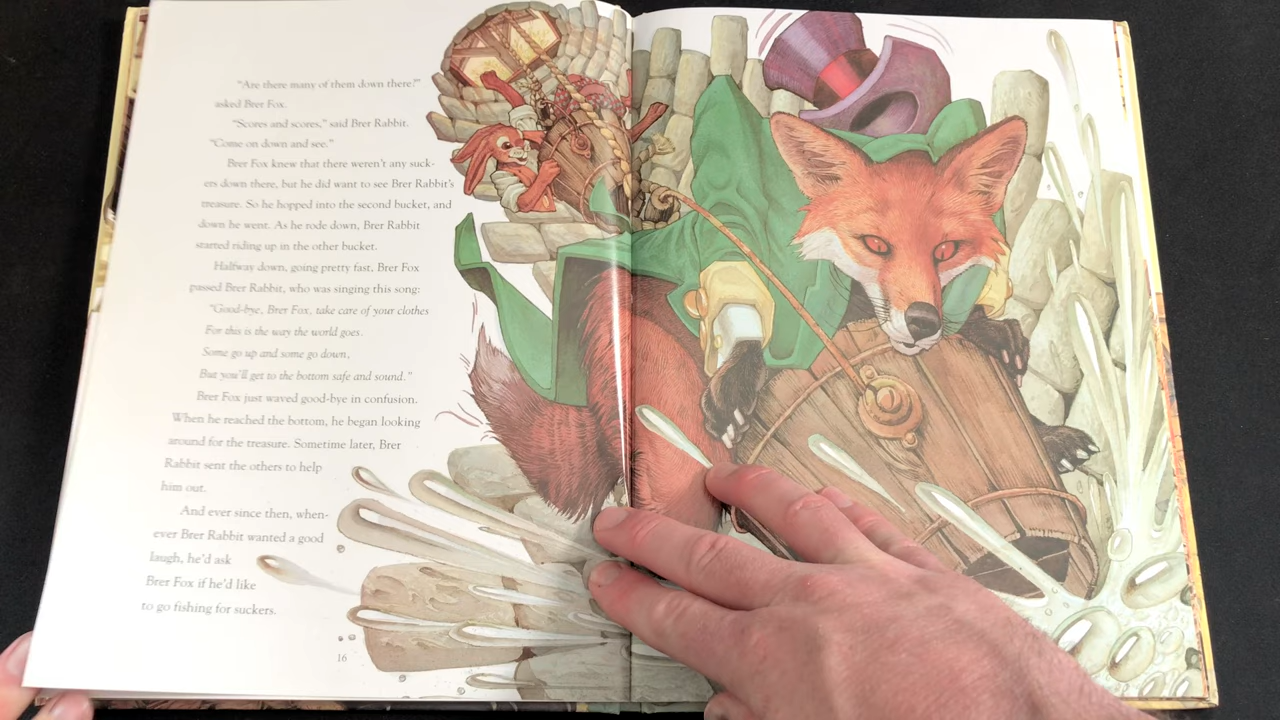 "Are there many of them down there?"
asked Brer Fox.
"Scores and scores," said Brer Rabbit.
"Come on down and see."
Brer Fox knew that there weren't any suck-
ers down there, but he did want to see Brer Rabbit's
treasure. So he hopped into the second bucket, and
down he went. As he rode down, Brer Rabbit
started riding up in the other bucket.
Halfway down, going pretty fast, Brer Fox
passed Brer Rabbit, who was singing this song:
"Good-bye, Brer Fox, take care of your clothes
For this is the way the world goes.
Some go up and some go down,
But you'll get to the bottom safe and sound."
Brer Fox just waved good-bye in confusion.
When he reached the bottom, he began looking
around for the treasure. Sometime later, Brer
Rabbit sent the others to help
him out.
And ever since then, when-
ever Brer Rabbit wanted a good
laugh, he'd ask
Brer Fox if he'd like
to go fishing for suckers.
16